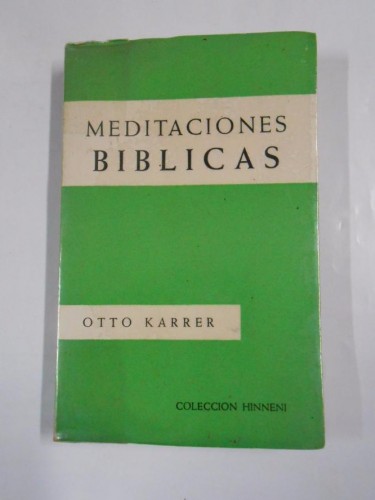 MEDITACIONES
BIBLICAS
OTTO KARRER
COLECCION HINNENI